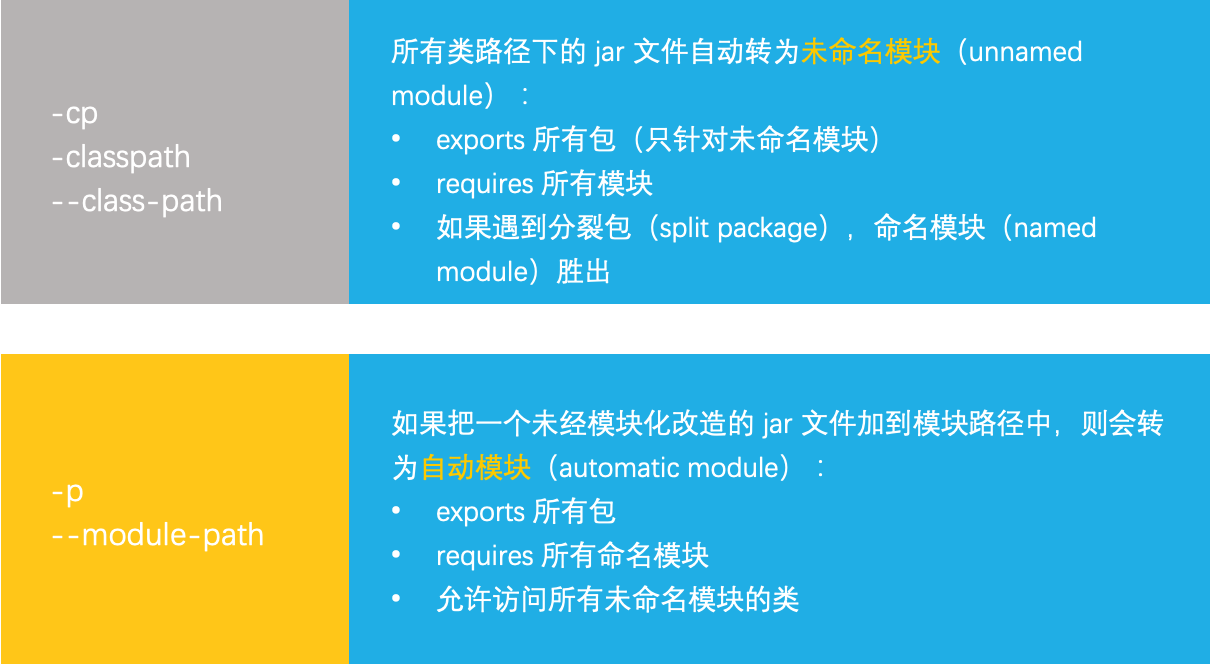 -cp
-classpath
--class-path
所有类路径下的 jar 文件自动转为未命名模块（unnamed
module）：
• exports 所有包（只针对未命名模块）
• requires 所有模块
• 如果遇到分裂包（split package），命名模块（named
module）胜出
-p
--module-path
如果把一个未经模块化改造的 jar 文件加到模块路径中，则会转
为自动模块（automatic module）：
• exports 所有包
• requires 所有命名模块
• 允许访问所有未命名模块的类